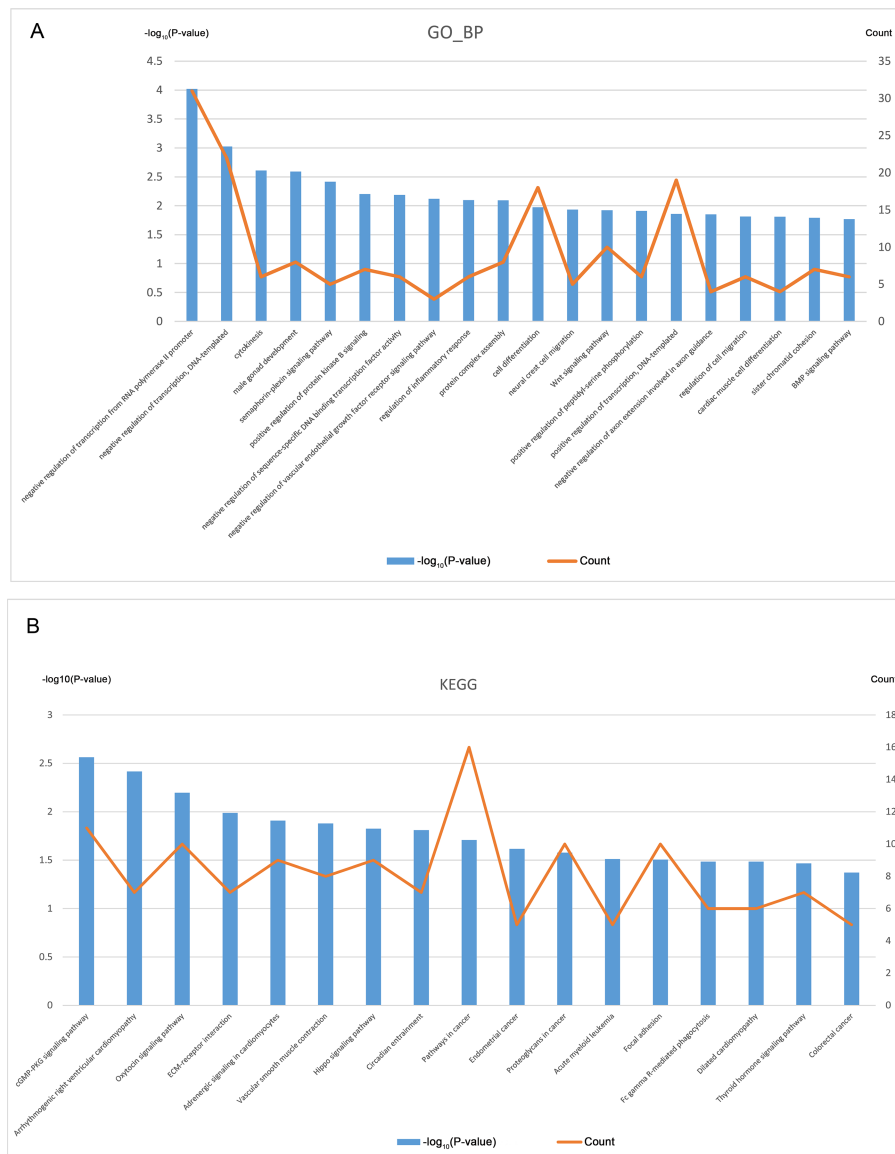 A
-log10(P-value)
GO_BP
Count
4.5
4
3.5
3
2.5
2
1.5
1
0.5
0
35
30
25
20
15
10
5
0
negative regulation of transcription from RNA polymerase II promoter
negative regulation of transcription, DNA-templated
cytokinesis
male gonad development
semaphorin-plexin signaling pathway
positive regulation of protein kinase B signaling
negative regulation of sequence-specific DNA binding transcription factor activity
negative regulation of vascular endothelial growth factor receptor signaling pathway
regulation of inflammatory response
protein complex assembly
cell differentiation
neural crest cell migration
Wnt signaling pathway
positive regulation of peptidyl-serine phosphorylation
positive regulation of transcription, DNA-templated
negative regulation of axon extension involved in axon guidance
regulation of cell migration
cardiac muscle cell differentiation
sister chromatid cohesion
BMP signaling pathway
-log10(P-value)
Count
B
-log10(P-value)
KEGG
Count
3
2.5
2
1.5
1
0.5
0
18
16
14
12
10
8
6
4
2
0
cGMP-PKG signaling pathway
Arrhythmogenic right ventricular cardiomyopathy
Oxytocin signaling pathway
ECM-receptor interaction
Adrenergic signaling in cardiomyocytes
Vascular smooth muscle contraction
Hippo signaling pathway
Circadian entrainment
Pathways in cancer
Endometrial cancer
Proteoglycans in cancer
Acute myeloid leukemia
Focal adhesion
Fc gamma R-mediated phagocytosis
Dilated cardiomyopathy
Thyroid hormone signaling pathway
Colorectal cancer
-log10(P-value)
Count